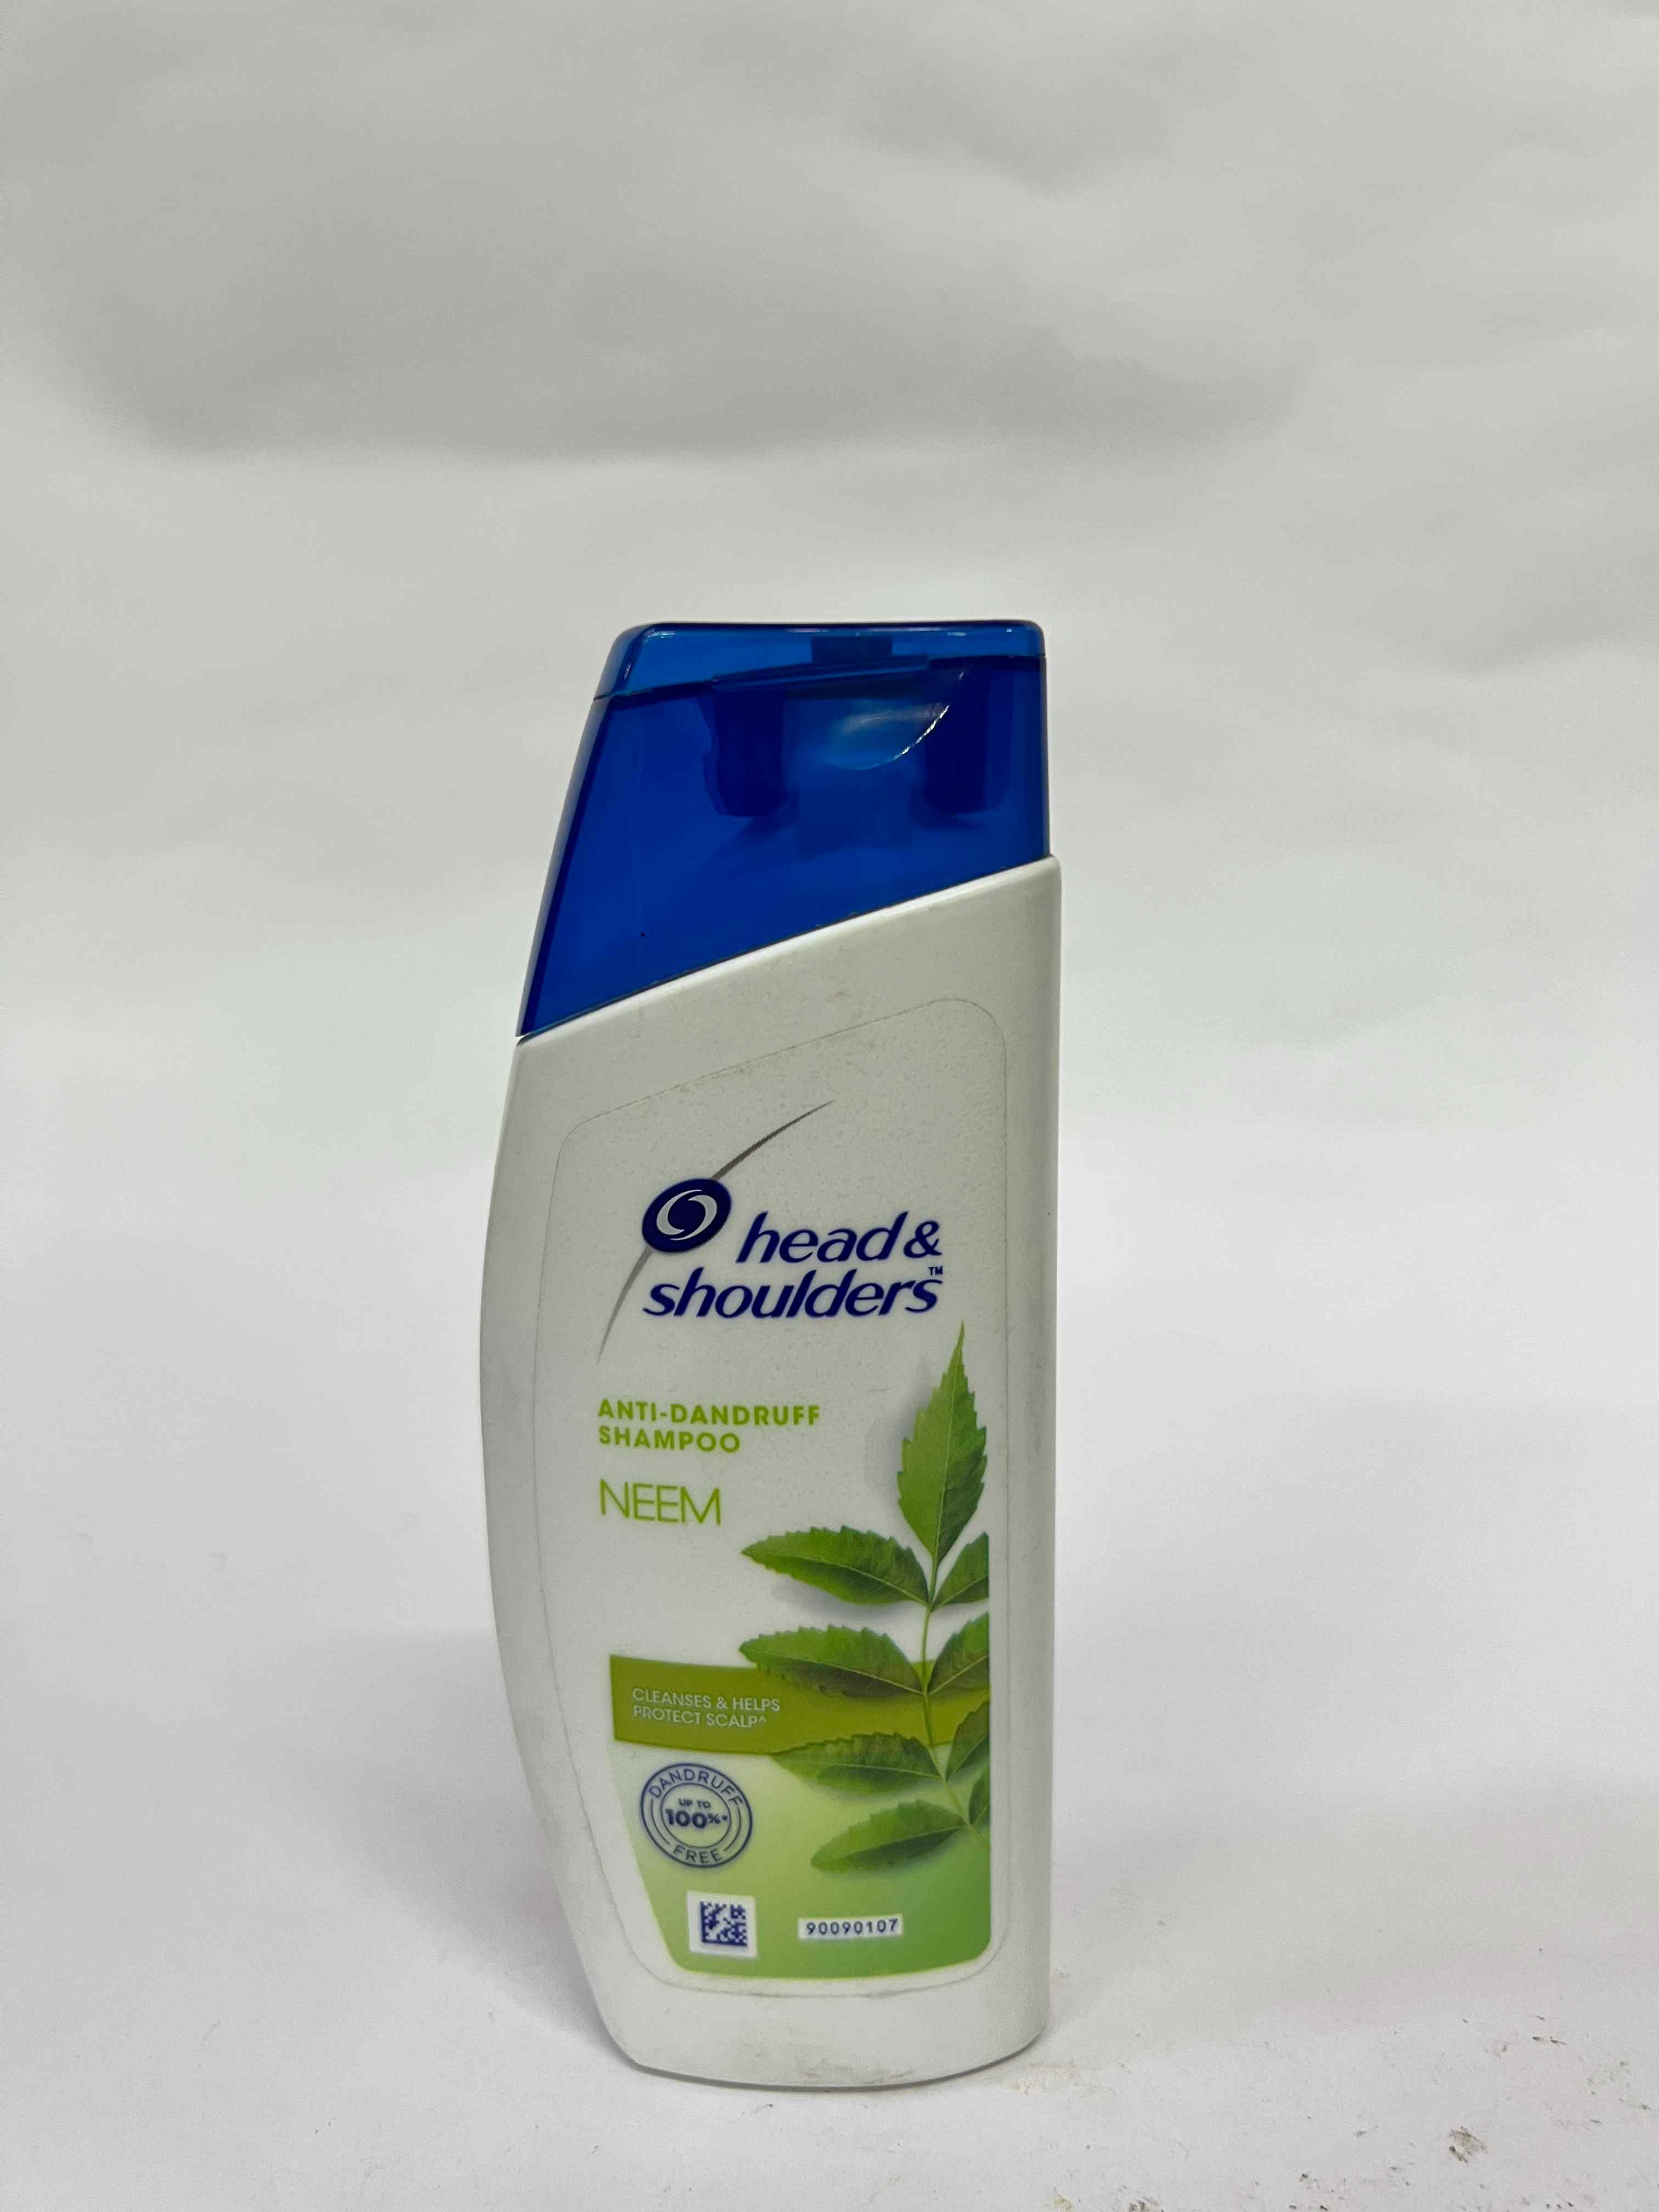 head &
shoulders™
ANTI-DANDRUFF
SHAMPOO
NEEM
CLEANSES & HELPS
PROTECT SCALP^
DANDRUFF
UP TO
100%*
FREE
90090107